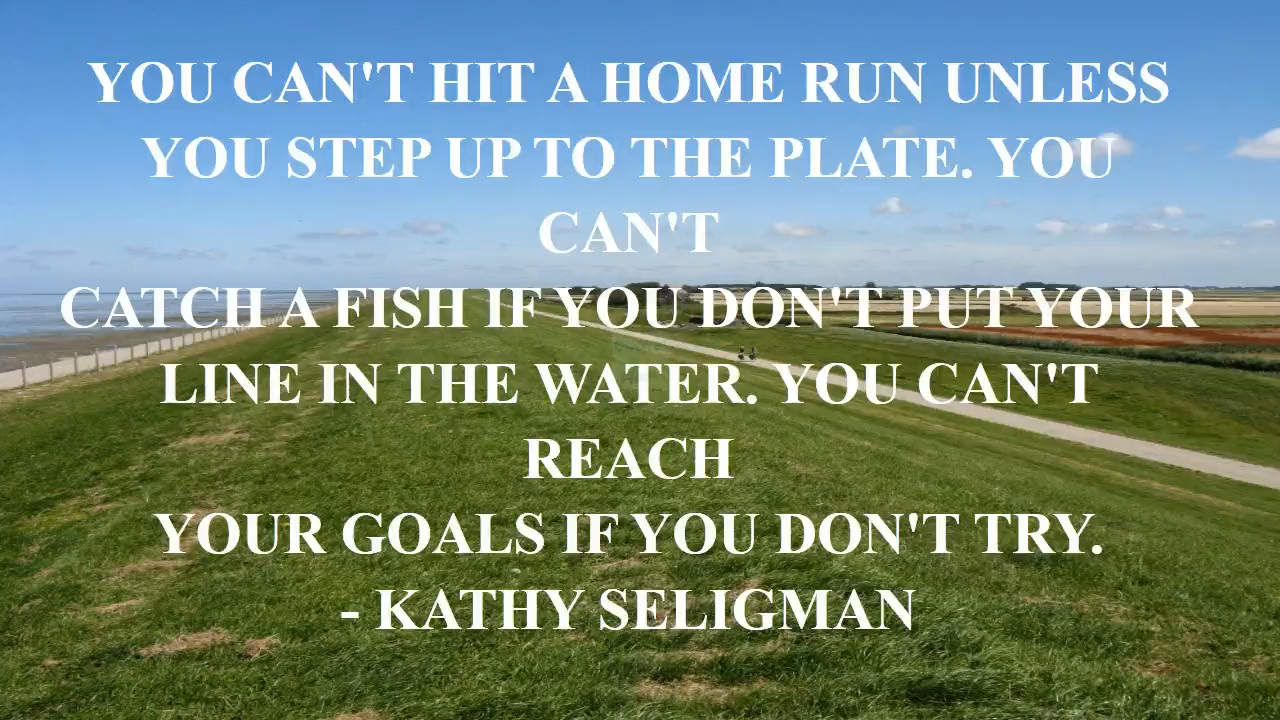 YOU CAN'T HIT A HOME RUN UNLESS
YOU STEP UP TO THE PLATE. YOU
CAN'T
CATCH A FISH IF YOU DON'T PUT YOUR
LINE IN THE WATER. YOU CAN'T
REACH
YOUR GOALS IF YOU DON'T TRY.
- KATHY SELIGMAN